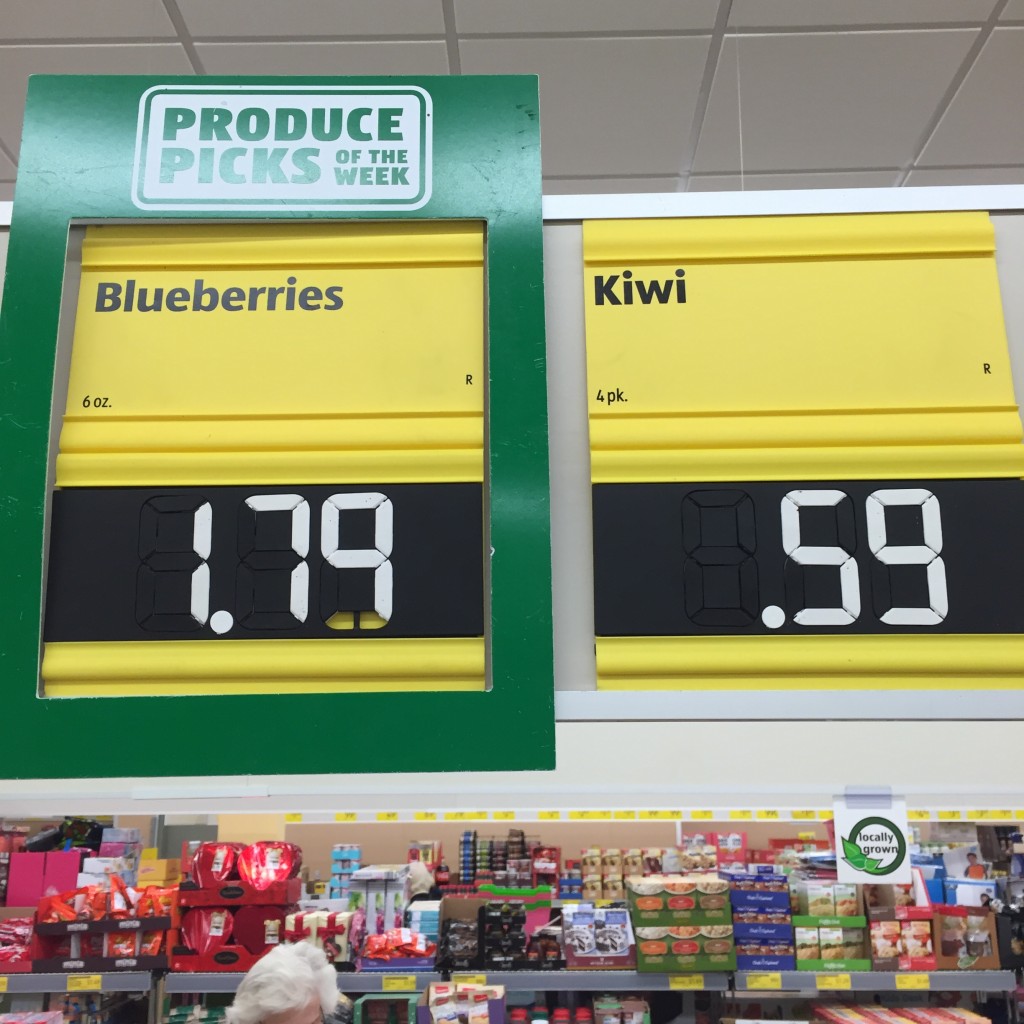 PRODUCE
PICKS OF THE WEEK
Blueberries
R
6 oz.
1.79
Kiwi
R
4 pk.
.59
locally
grown